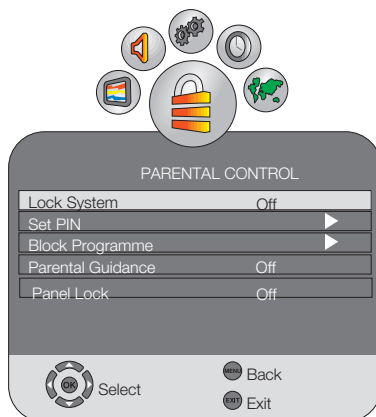 PARENTAL CONTROL
Lock System Off
Set PIN
Block Programme
Parental Guidance Off
Panel Lock Off
OK Select
MENU Back
EXIT Exit